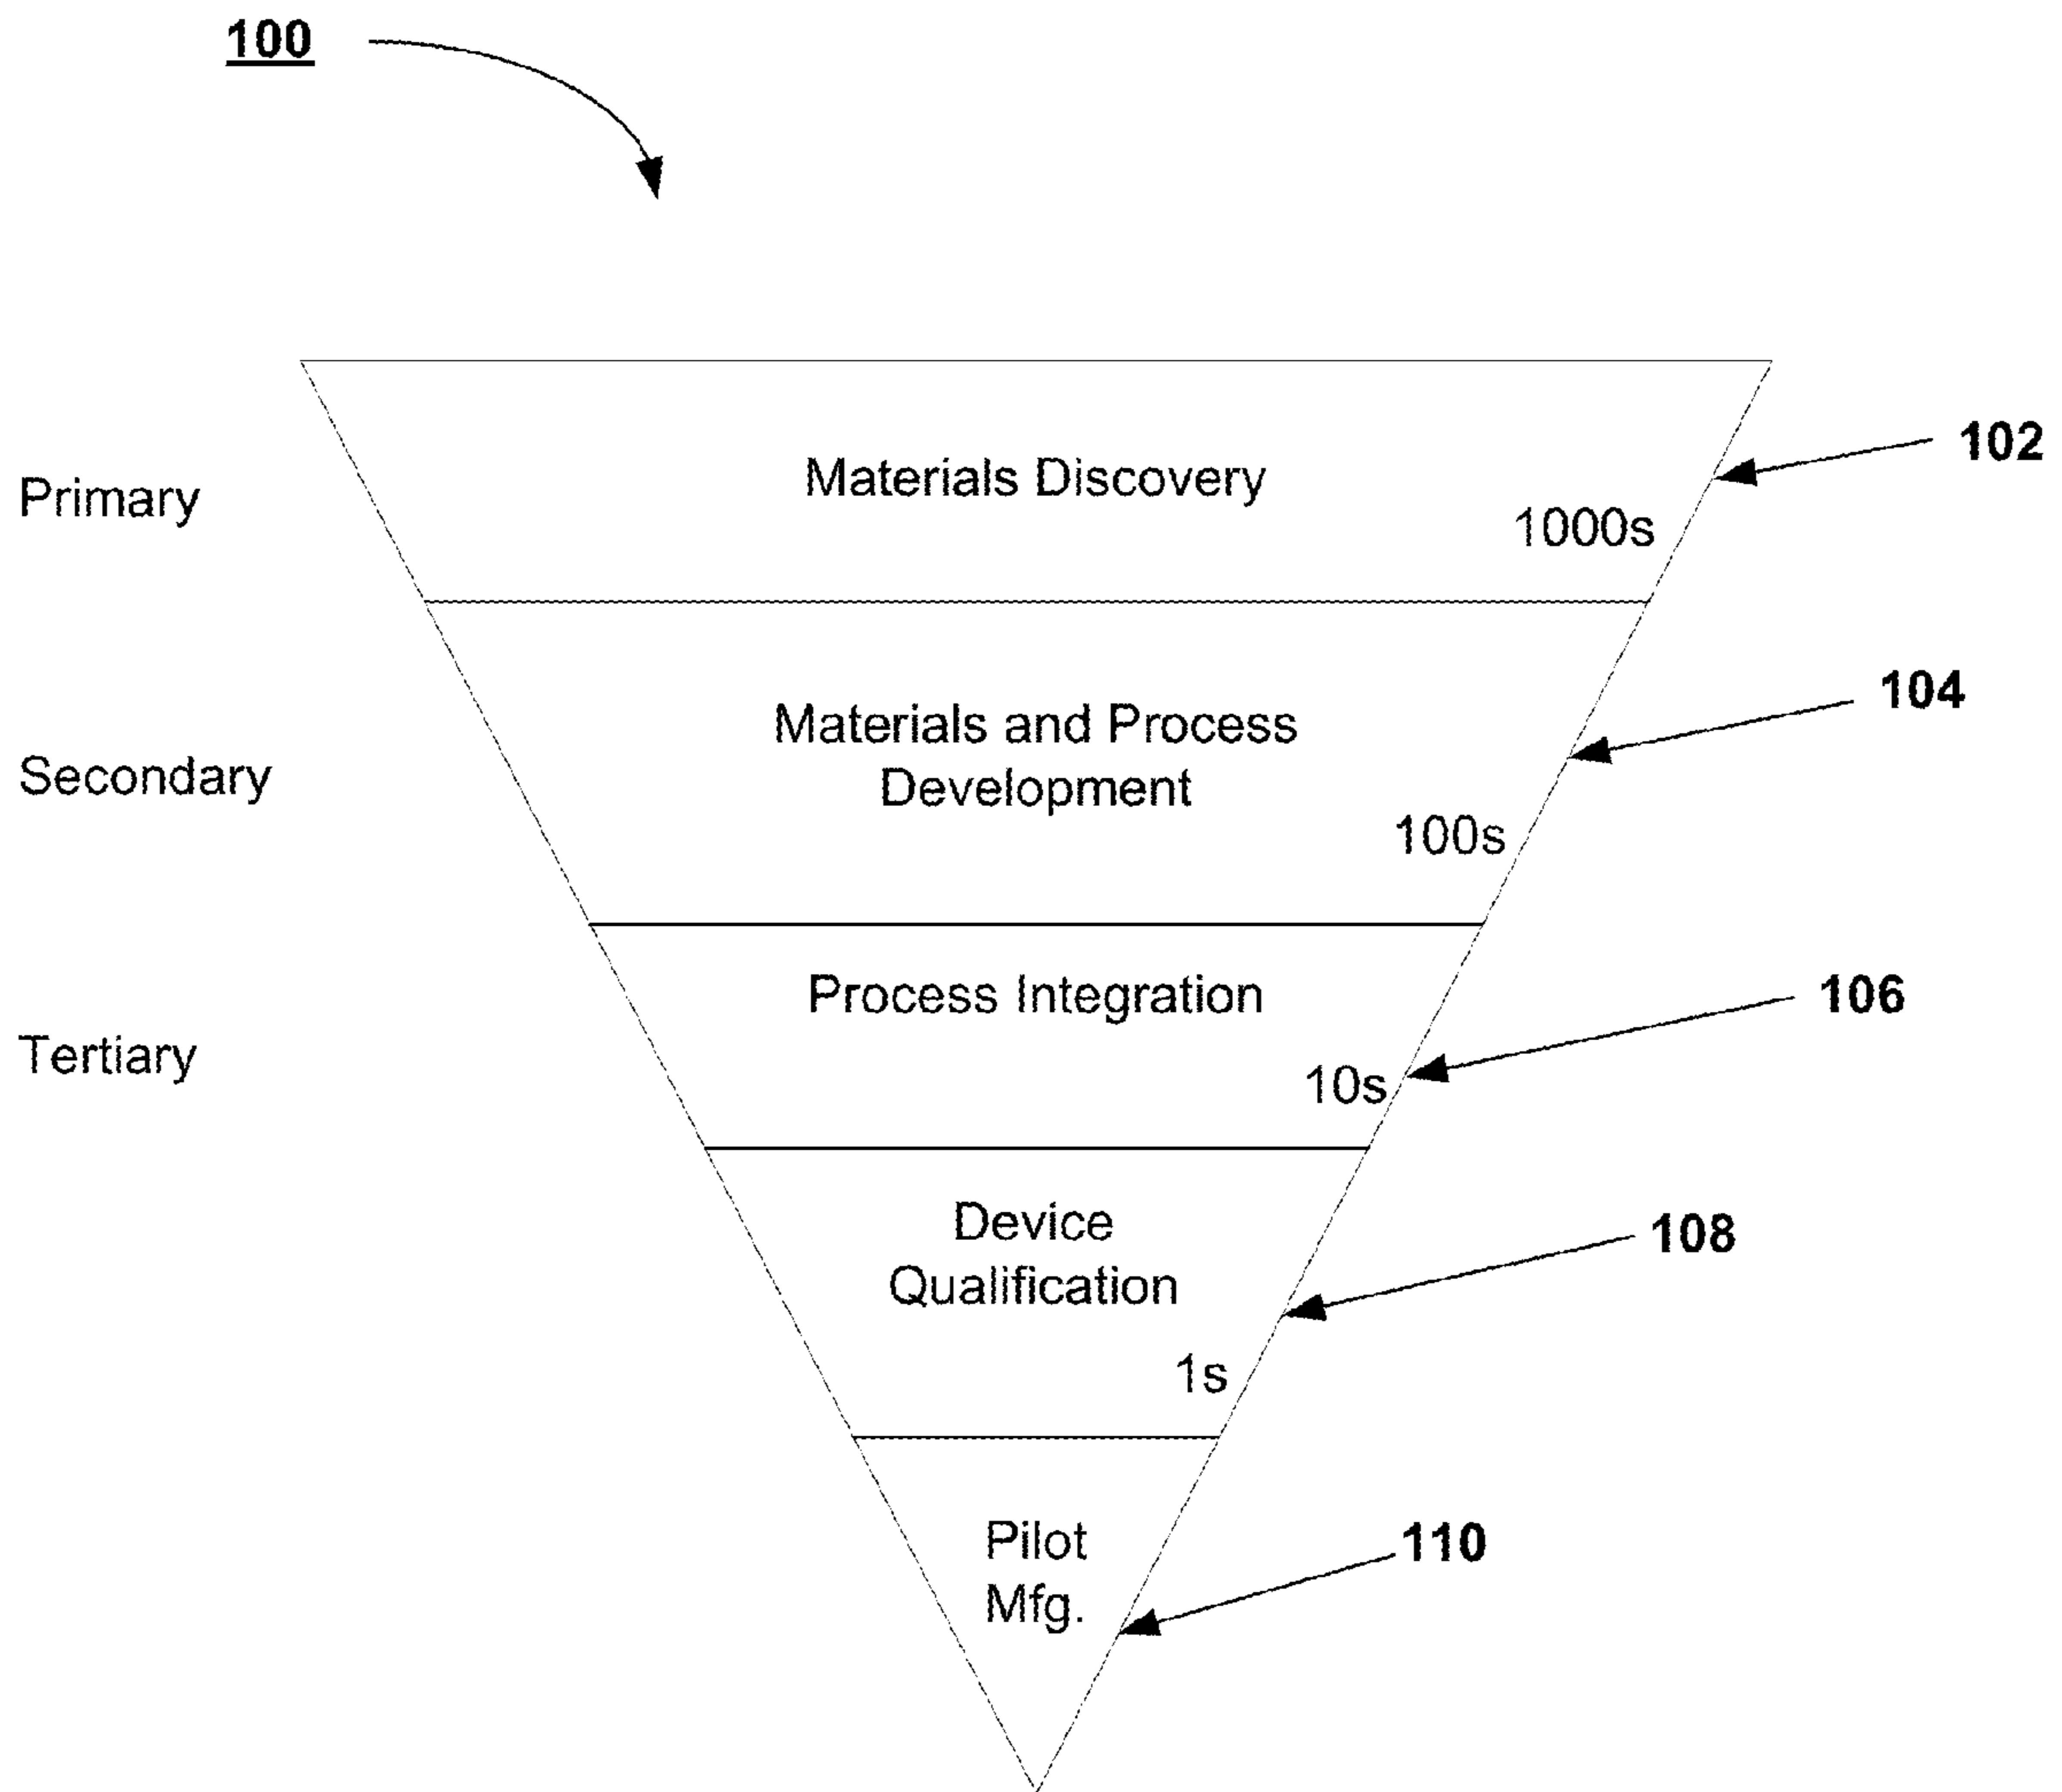 100
102
Materials Discovery
Primary
1000s
104
Materials and Process
Secondary
Development
100s
106
Process Integration
Tertiary
10s
Device
108
Qualification
1s
Pilot
110
Mfg.